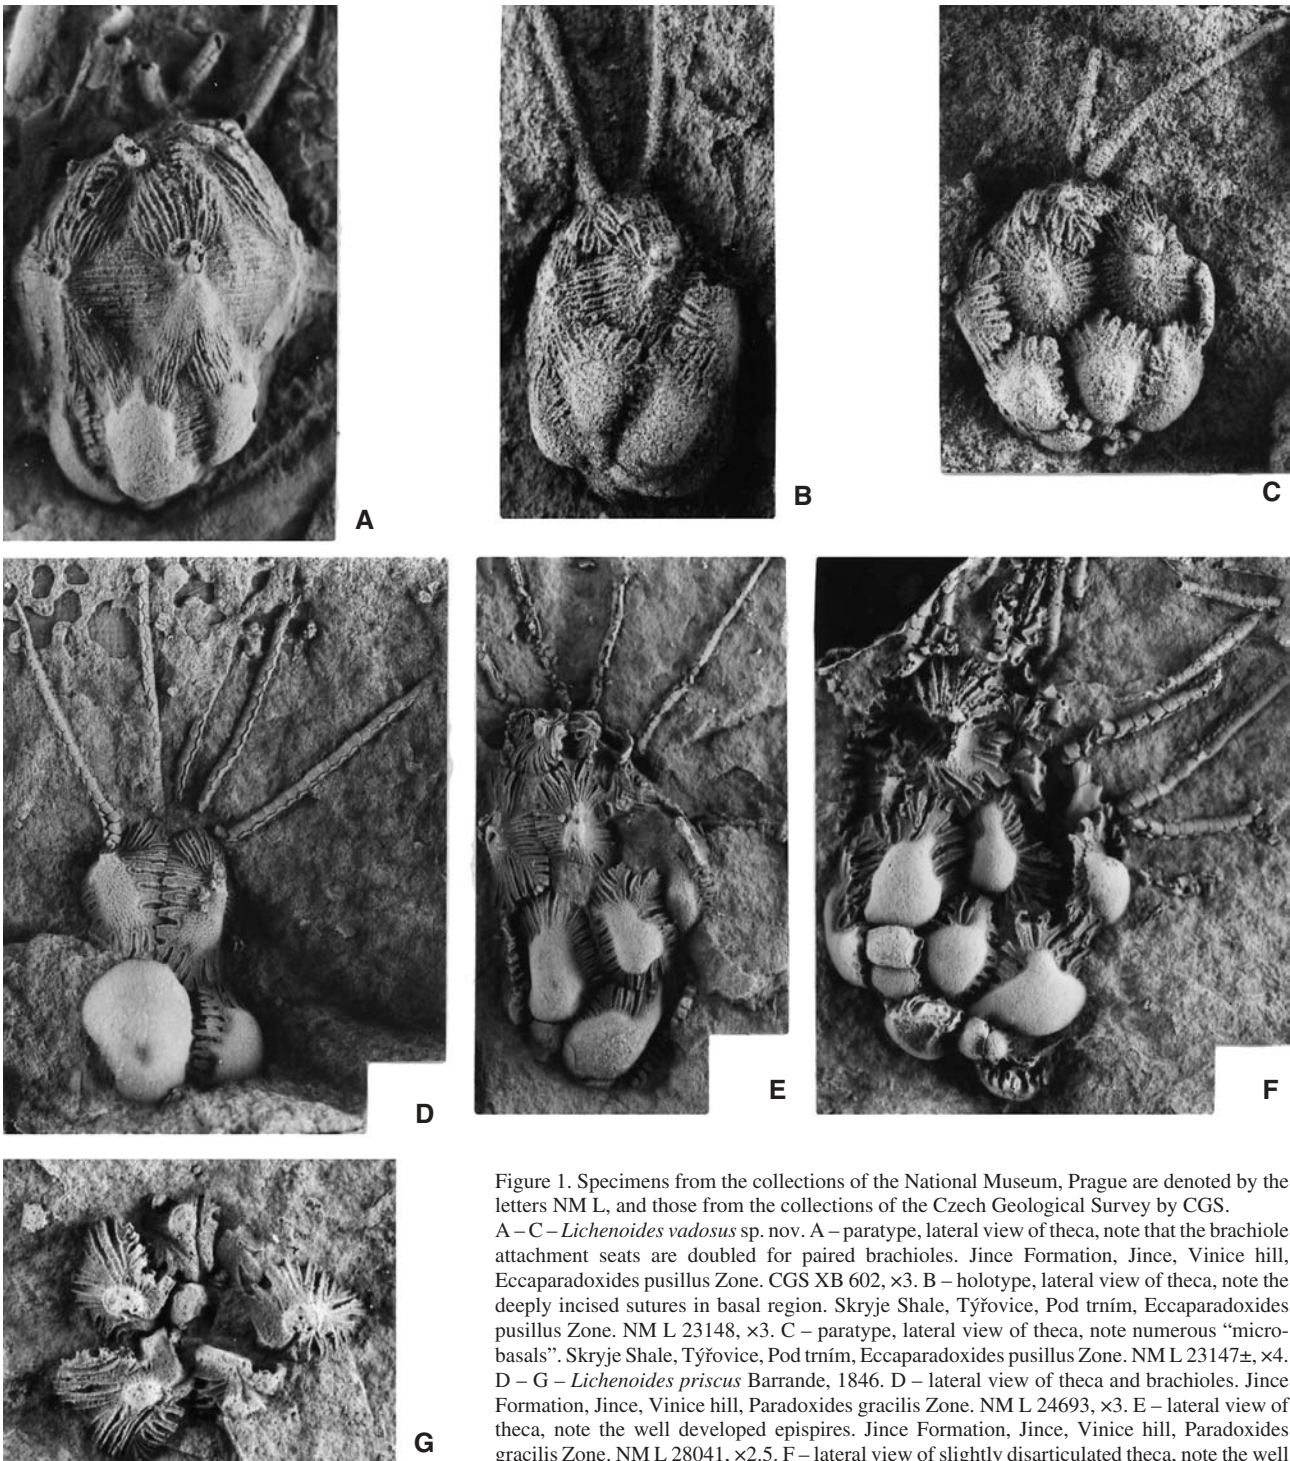 A
B
C
D
E
F
G
Figure 1. Specimens from the collections of the National Museum, Prague are denoted by the
letters NM L, and those from the collections of the Czech Geological Survey by CGS.
A – C – Lichenoides vadosus sp. nov. A – paratype, lateral view of theca, note that the brachiole
attachment seats are doubled for paired brachioles. Jince Formation, Jince, Vinice hill,
Eccaparadoxides pusillus Zone. CGS XB 602, ×3. B – holotype, lateral view of theca, note the
deeply incised sutures in basal region. Skryje Shale, Týřovice, Pod trním, Eccaparadoxides
pusillus Zone. NM L 23148, ×3. C – paratype, lateral view of theca, note numerous “micro-
basals”. Skryje Shale, Týřovice, Pod trním, Eccaparadoxides pusillus Zone. NM L 23147±, ×4.
D – G – Lichenoides priscus Barrande, 1846. D – lateral view of theca and brachioles. Jince
Formation, Jince, Vinice hill, Paradoxides gracilis Zone. NM L 24693, ×3. E – lateral view of
theca, note the well developed epispires. Jince Formation, Jince, Vinice hill, Paradoxides
gracilis Zone. NM L 28041, ×2.5. F – lateral view of slightly disarticulated theca, note the well